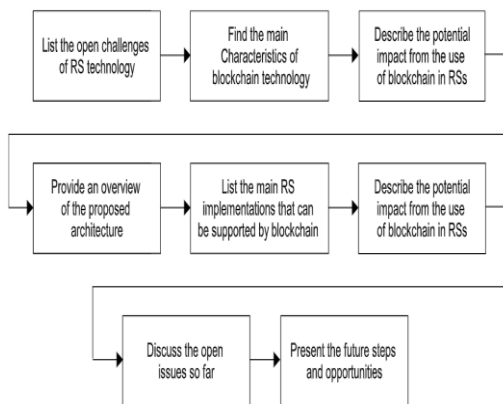 List the open challenges
of RS technology
Find the main
Characteristics of
blockchain technology
Describe the potential
impact from the use
of blockchain in RSs
Provide an overview
of the proposed
architecture
List the main RS
implementations that can
be supported by blockchain
Describe the potential
impact from the use
of blockchain in RSs
Discuss the open
issues so far
Present the future steps
and opportunities